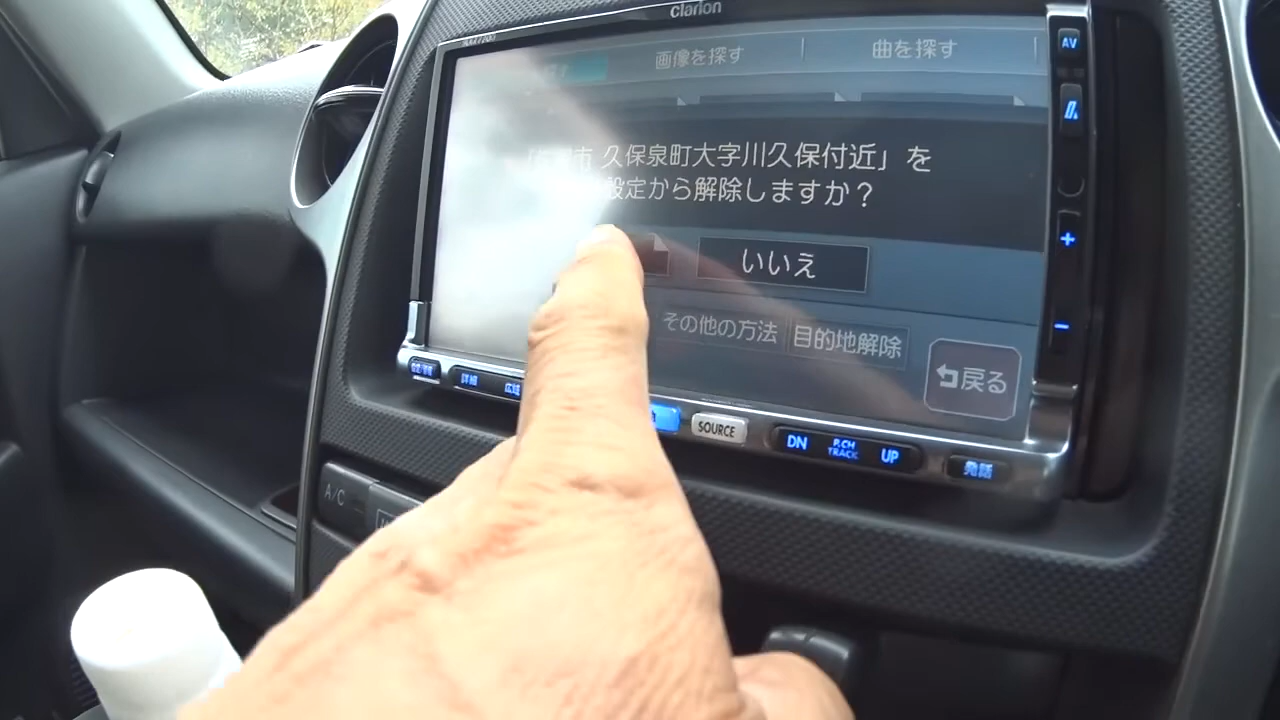 clarion
画像を探す
曲を探す
市 久保泉町大字川久保付近」を
設定から解除しますか？
いいえ
その他の方法
目的地解除
戻る
AV
+
-
詳細
広域
SOURCE
DN
P.CH
TRACK
UP
発話
A/C